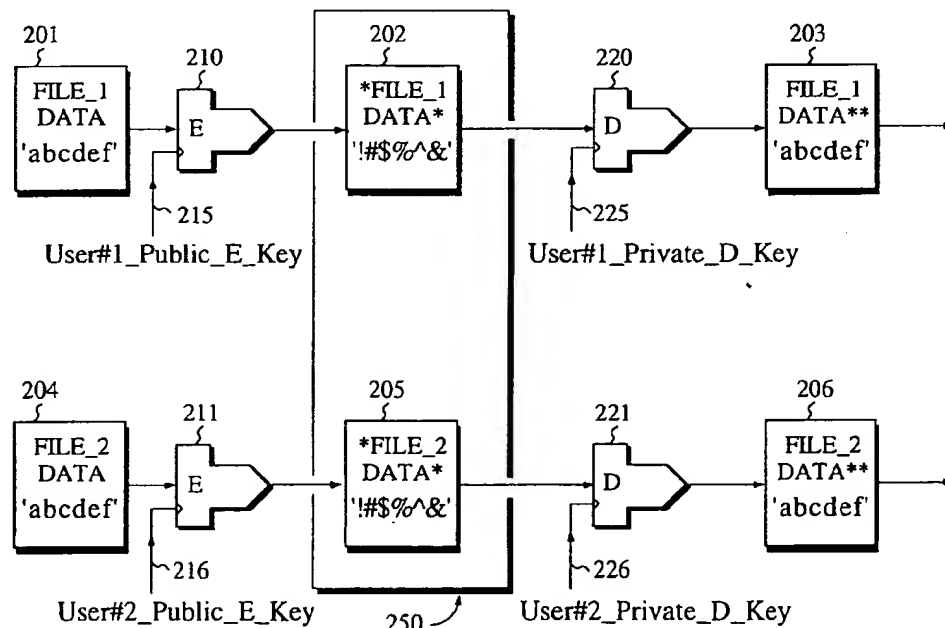 201
210
202
220
203
FILE_1
DATA
'abcdef'
E
*FILE_1
DATA*
'!#$%^&'
D
FILE_1
DATA**
'abcdef'
215
225
User#1_Public_E_Key
User#1_Private_D_Key
204
211
205
221
206
FILE_2
DATA
'abcdef'
E
*FILE_2
DATA*
'!#$%^&'
D
FILE_2
DATA**
'abcdef'
216
226
User#2_Public_E_Key
250
User#2_Private_D_Key